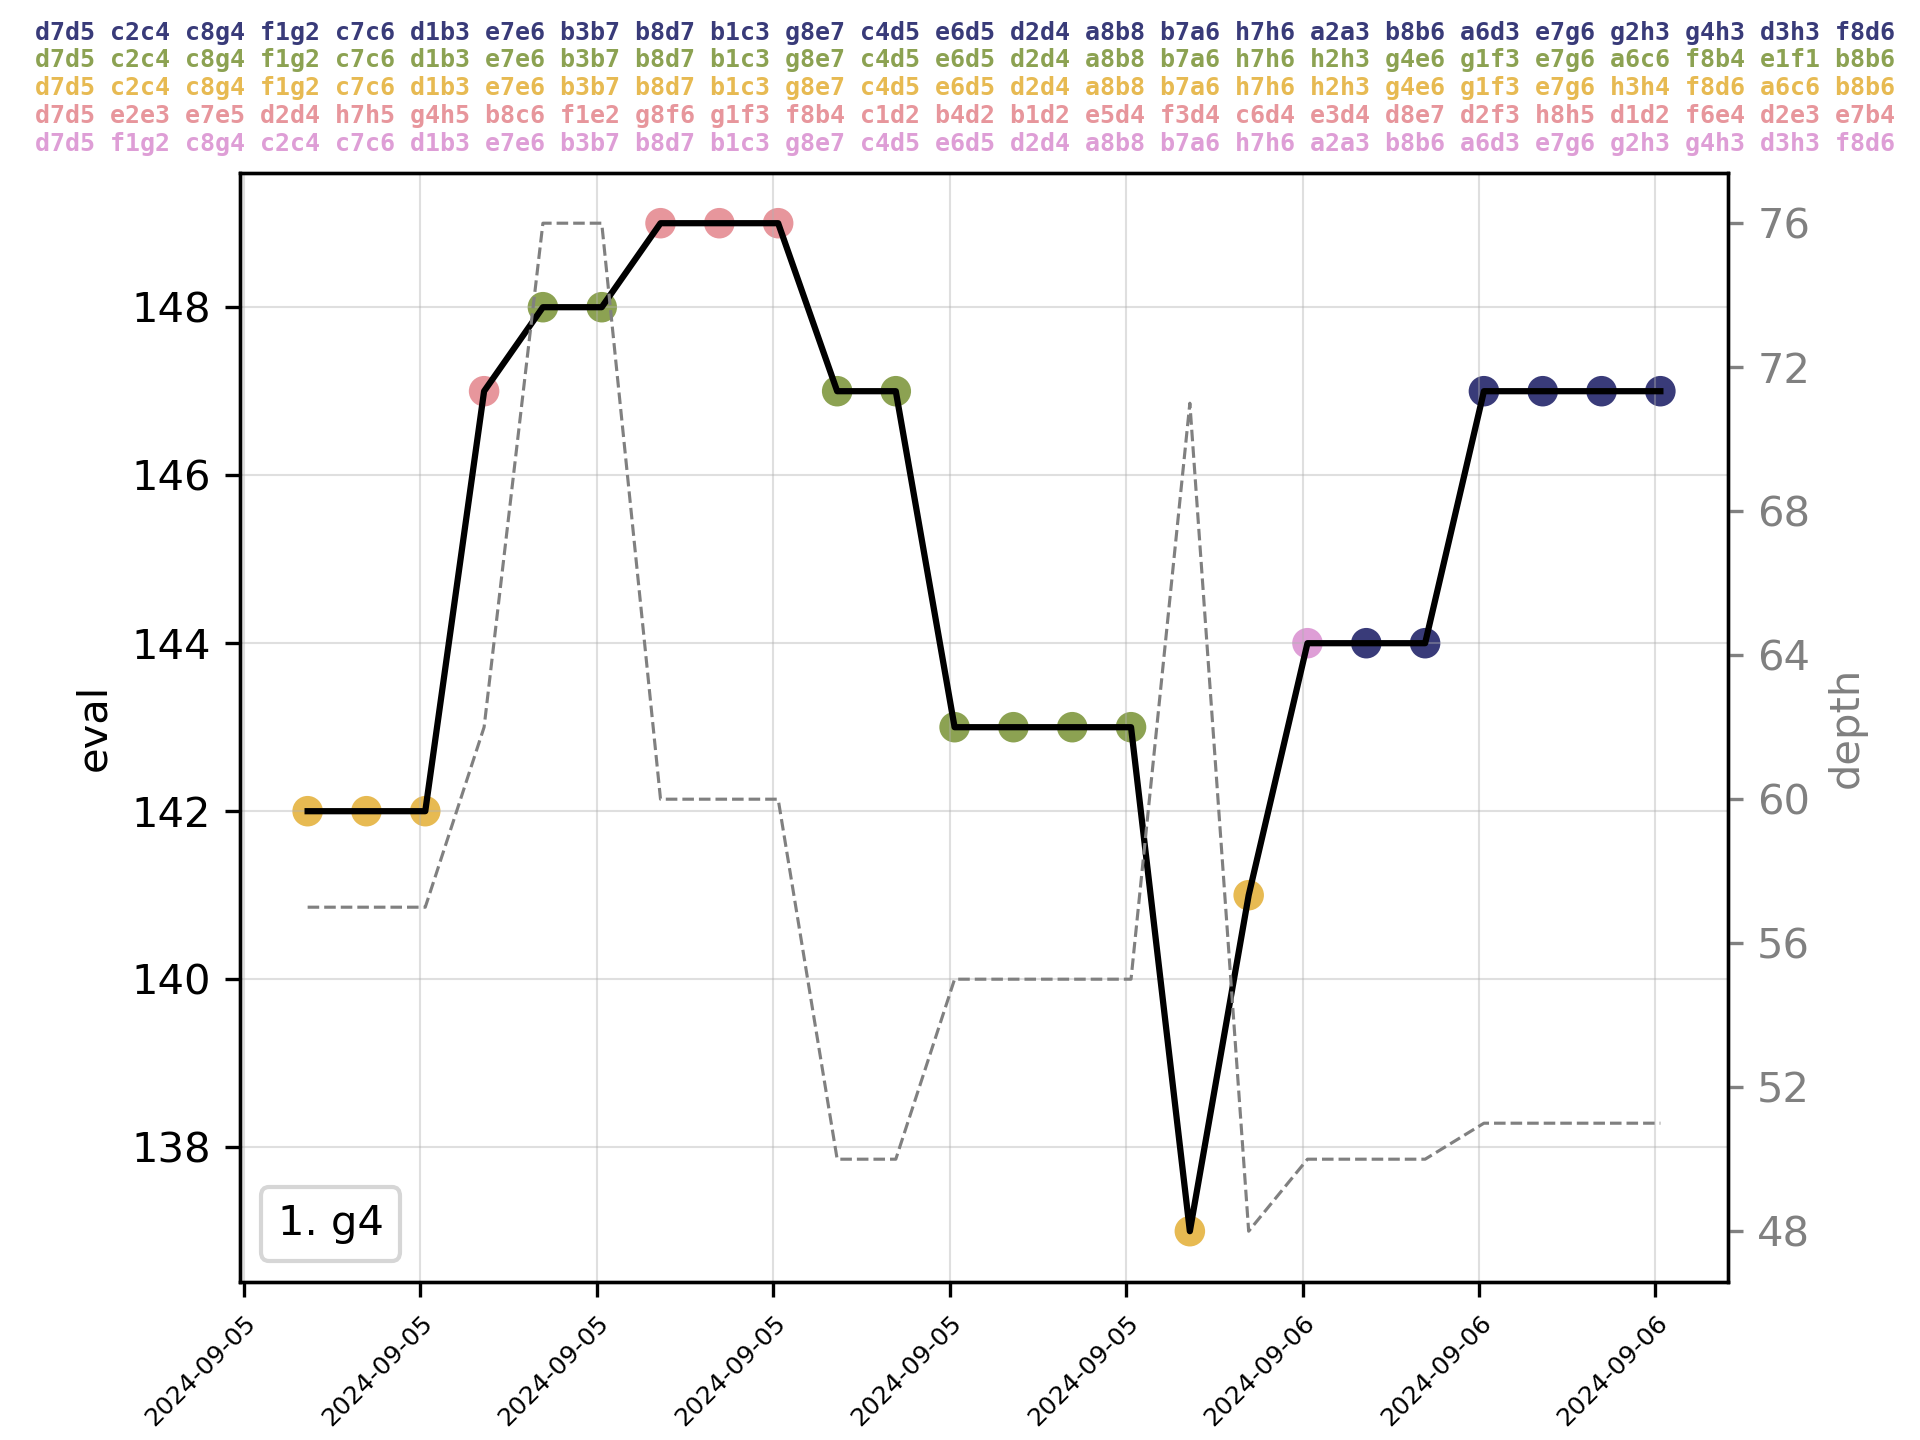 d7d5 c2c4 c8g4 f1g2 c7c6 d1b3 e7e6 b3b7 b8d7 b1c3 g8e7 c4d5 e6d5 d2d4 a8b8 b7a6 h7h6 a2a3 b8b6 a6d3 e7g6 g2h3 g4h3 d3h3 f8d6
d7d5 c2c4 c8g4 f1g2 c7c6 d1b3 e7e6 b3b7 b8d7 b1c3 g8e7 c4d5 e6d5 d2d4 a8b8 b7a6 h7h6 h2h3 g4e6 g1f3 e7g6 a6c6 f8b4 e1f1 b8b6
d7d5 c2c4 c8g4 f1g2 c7c6 d1b3 e7e6 b3b7 b8d7 b1c3 g8e7 c4d5 e6d5 d2d4 a8b8 b7a6 h7h6 h2h3 g4e6 g1f3 e7g6 h3h4 f8d6 a6c6 b8b6
d7d5 e2e3 e7e5 d2d4 h7h5 g4h5 b8c6 f1e2 g8f6 g1f3 f8b4 c1d2 b4d2 b1d2 e5d4 f3d4 c6d4 e3d4 d8e7 d2f3 h8h5 d1d2 f6e4 d2e3 e7b4
d7d5 f1g2 c8g4 c2c4 c7c6 d1b3 e7e6 b3b7 b8d7 b1c3 g8e7 c4d5 e6d5 d2d4 a8b8 b7a6 h7h6 a2a3 b8b6 a6d3 e7g6 g2h3 g4h3 d3h3 f8d6
148
146
144
142
140
138
eval
76
72
68
64
60
56
52
48
depth
1. g4
2024-09-05
2024-09-05
2024-09-05
2024-09-05
2024-09-05
2024-09-05
2024-09-06
2024-09-06
2024-09-06